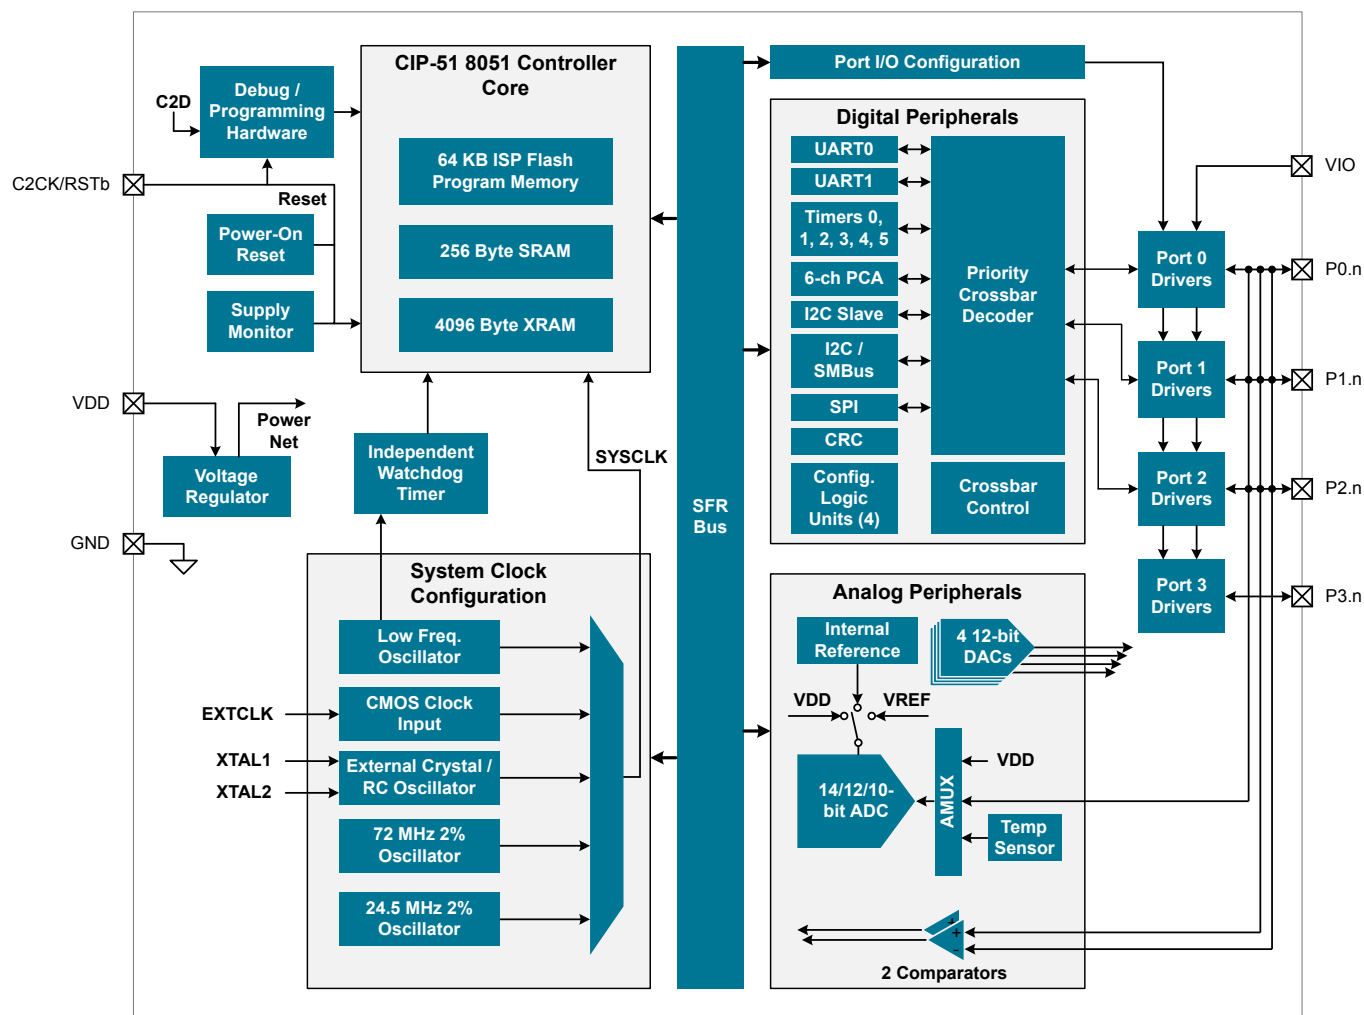 CIP-51 8051 Controller
Core
64 KB ISP Flash
Program Memory
256 Byte SRAM
4096 Byte XRAM
C2D
Debug /
Programming
Hardware
C2CK/RSTb
Reset
Power-On
Reset
Supply
Monitor
VDD
Power
Net
Voltage
Regulator
GND
Independent
Watchdog
Timer
SYSCLK
System Clock
Configuration
Low Freq.
Oscillator
EXTCLK
CMOS Clock
Input
XTAL1
XTAL2
External Crystal /
RC Oscillator
72 MHz 2%
Oscillator
24.5 MHz 2%
Oscillator
SFR
Bus
Port I/O Configuration
Digital Peripherals
UART0
UART1
Timers 0,
1, 2, 3, 4, 5
6-ch PCA
I2C Slave
I2C /
SMBus
SPI
CRC
Config.
Logic
Units (4)
Priority
Crossbar
Decoder
Crossbar
Control
Analog Peripherals
Internal
Reference
4 12-bit
DACs
VDD
VREF
14/12/10-
bit ADC
AMUX
VDD
Temp
Sensor
+
+
-
2 Comparators
Port 0
Drivers
Port 1
Drivers
Port 2
Drivers
Port 3
Drivers
VIO
P0.n
P1.n
P2.n
P3.n